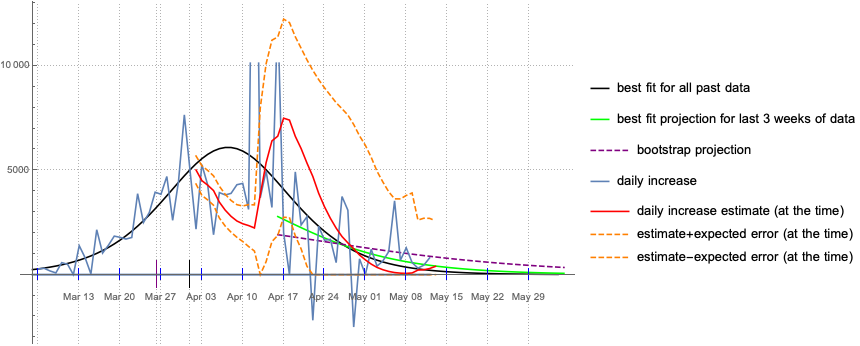 10 000
5000
Mar 13 Mar 20 Mar 27 Apr 03 Apr 10 Apr 17 Apr 24 May 01 May 08 May 15 May 22 May 29
best fit for all past data
best fit projection for last 3 weeks of data
bootstrap projection
daily increase
daily increase estimate (at the time)
estimate+expected error (at the time)
estimate−expected error (at the time)